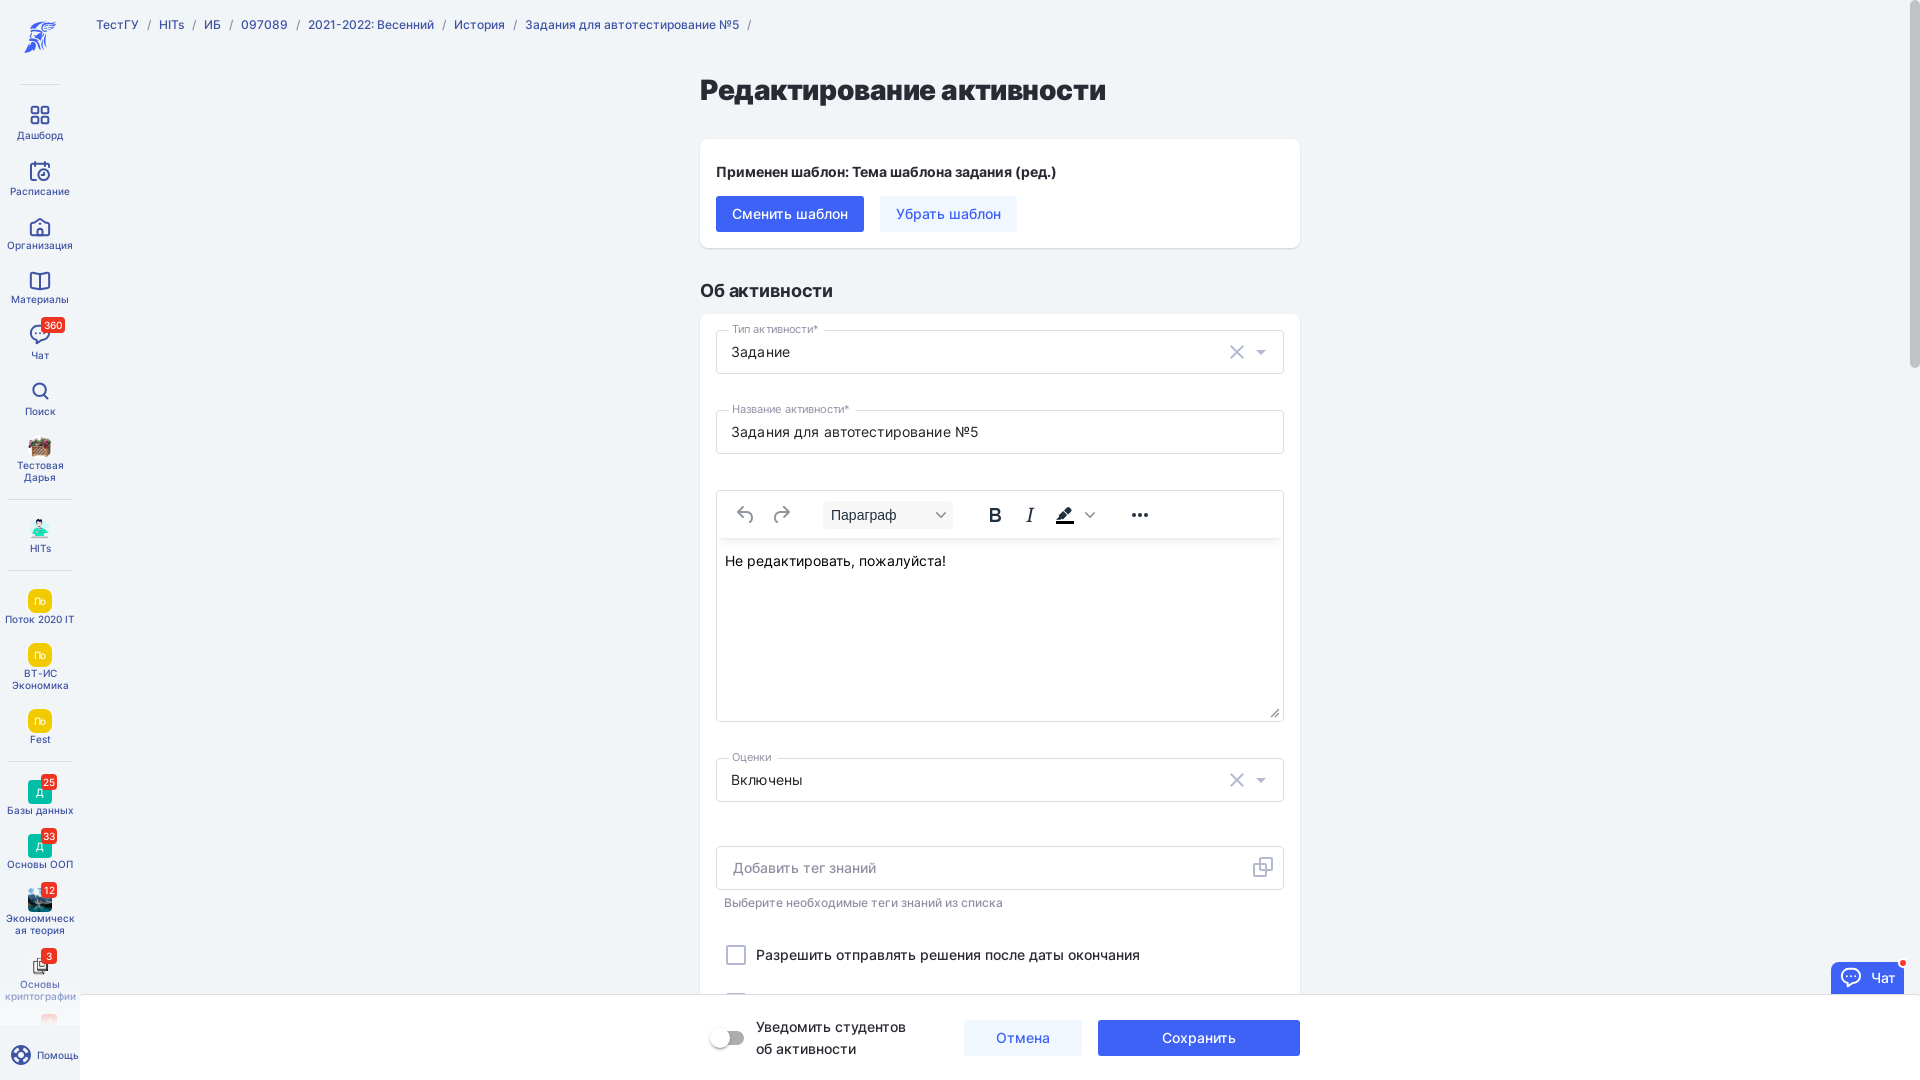 ТестГУ / HITs / ИБ / 097089 / 2021-2022: Весенний / История / Задания для автотестирование №5 /
Дашборд
Расписание
Организация
Материалы
360
Чат
Поиск
Тестовая
Дарья
HITs
По
Поток 2020 IT
По
ВТ-ИС
Экономика
По
Fest
25
Д
Базы данных
33
Д
Основы ООП
12
Экономическ
ая теория
3
Основы
криптографии
Помощь
Редактирование активности
Применен шаблон: Тема шаблона задания (ред.)
Сменить шаблон
Убрать шаблон
Об активности
Тип активности*
Задание
Название активности*
Задания для автотестирование №5
Параграф
B I
Не редактировать, пожалуйста!
Оценки
Включены
Добавить тег знаний
Выберите необходимые теги знаний из списка
Разрешить отправлять решения после даты окончания
Чат
Уведомить студентов
об активности
Отмена
Сохранить